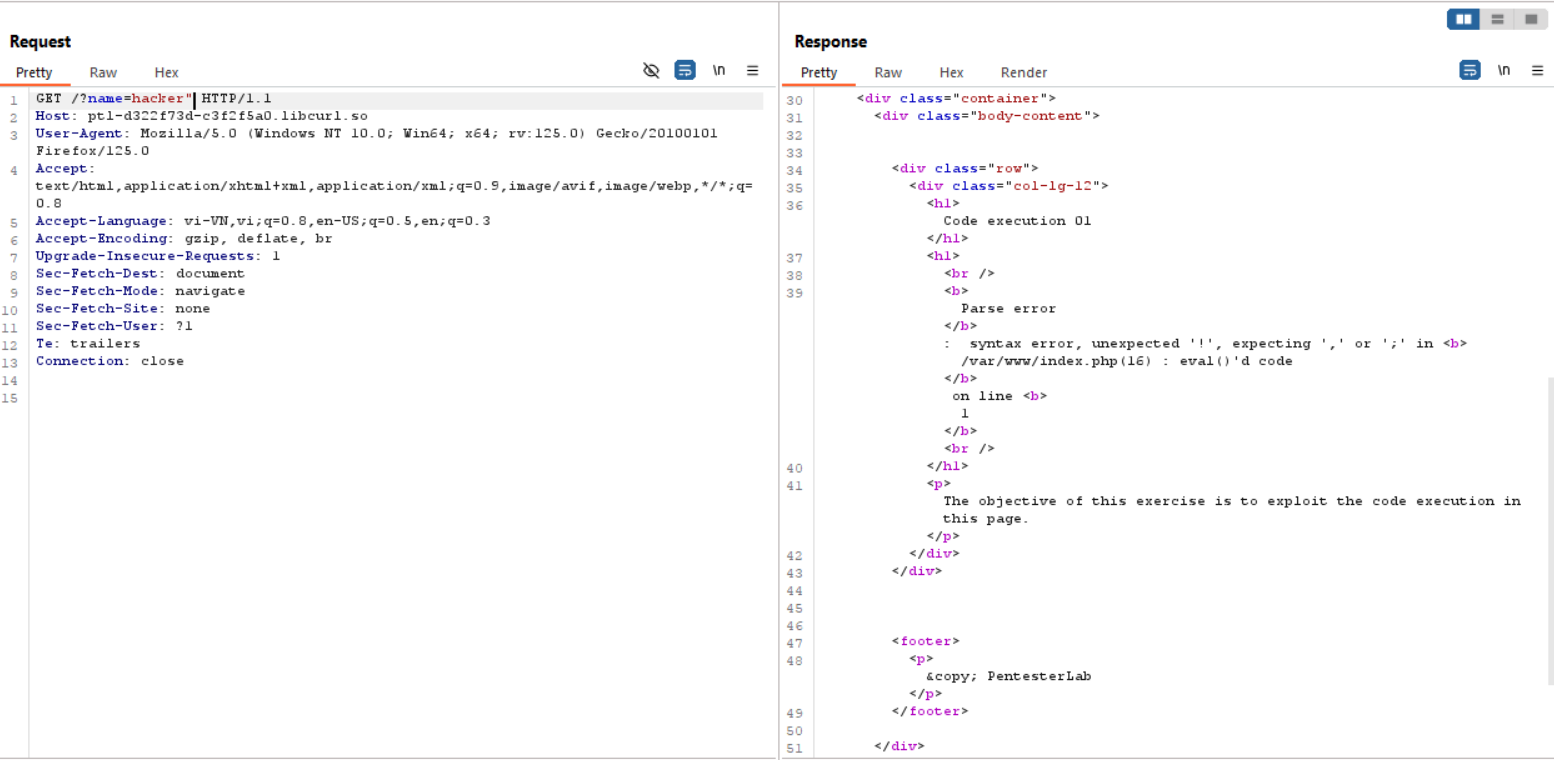 Request
Pretty Raw Hex \n
1 GET /?name=hacker" HTTP/1.1
2 Host: ptl-d322f73d-c3f2f5a0.libcurl.so
3 User-Agent: Mozilla/5.0 (Windows NT 10.0; Win64; x64; rv:125.0) Gecko/20100101
Firefox/125.0
4 Accept:
text/html,application/xhtml+xml,application/xml;q=0.9,image/avif,image/webp,*/*;q=
0.8
5 Accept-Language: vi-VN,vi;q=0.8,en-US;q=0.5,en;q=0.3
6 Accept-Encoding: gzip, deflate, br
7 Upgrade-Insecure-Requests: 1
8 Sec-Fetch-Dest: document
9 Sec-Fetch-Mode: navigate
10 Sec-Fetch-Site: none
11 Sec-Fetch-User: ?1
12 Te: trailers
13 Connection: close
14
15
Response
Pretty Raw Hex Render \n
30 <div class="container">
31 <div class="body-content">
32
33
34 <div class="row">
35 <div class="col-lg-12">
36 <h1>
Code execution 01
</h1>
37 <h1>
38 <br />
39 <b>
Parse error
</b>
:  syntax error, unexpected '!', expecting ',' or ';' in <b>
/var/www/index.php(16) : eval()'d code
</b>
on line <b>
1
</b>
<br />
40 </h1>
41 <p>
The objective of this exercise is to exploit the code execution in
this page.
</p>
42 </div>
43 </div>
44
45
46
47 <footer>
48 <p>
&copy; PentesterLab
</p>
49 </footer>
50
51 </div>